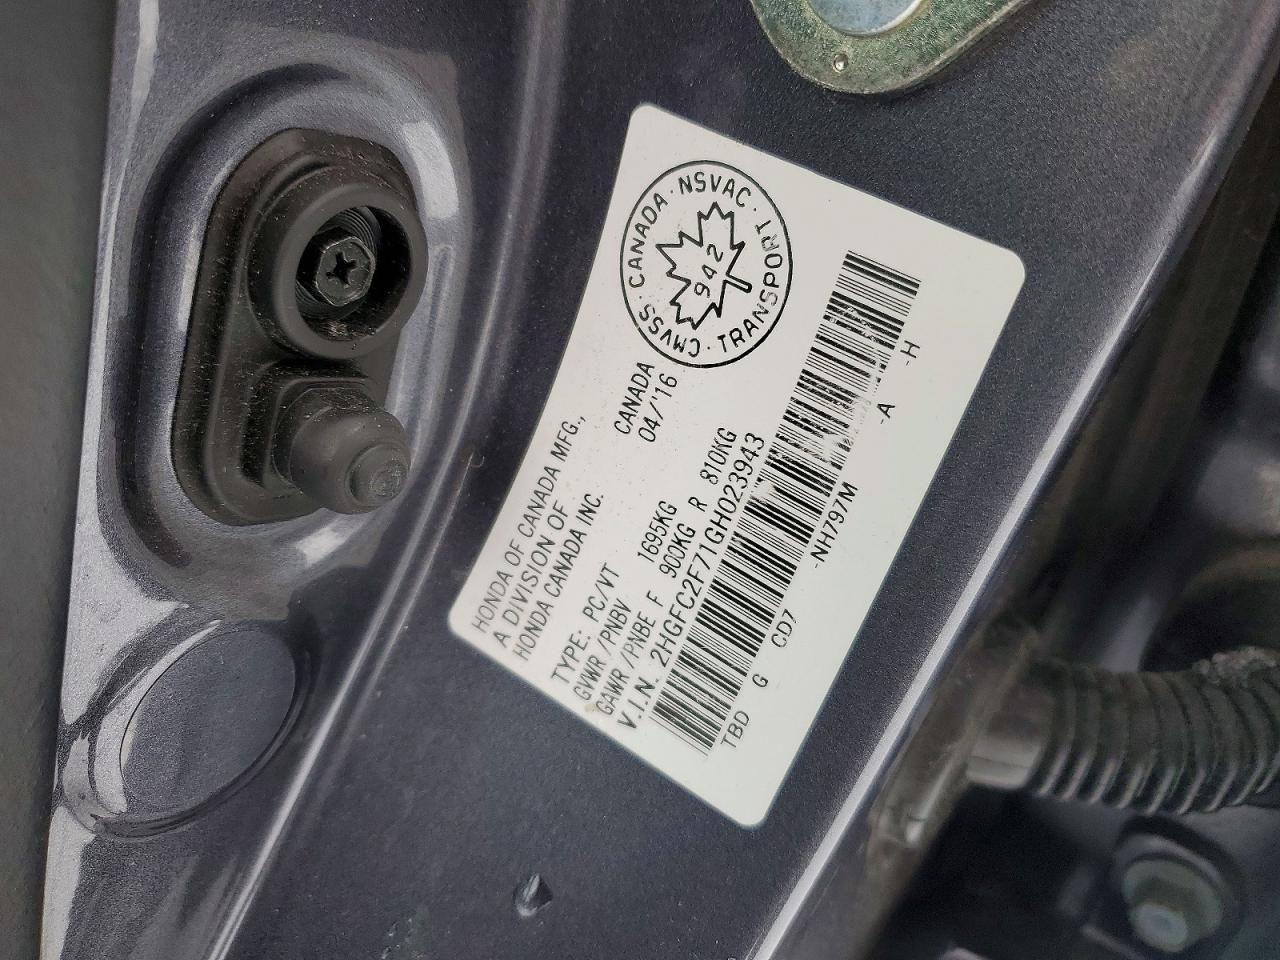 HONDA OF CANADA MFG.,
A DIVISION OF
HONDA CANADA INC.
CANADA
04/'16
CMVSS · CANADA · NSVAC · TRANSPORT ·
942
TYPE: PC/VT
GVWR/PNBV 1695KG
GAWR/PNBE F 900KG R 810KG
V.I.N. 2HGFC2F71GH023943
TBD G CD7 -NH797M -A -H